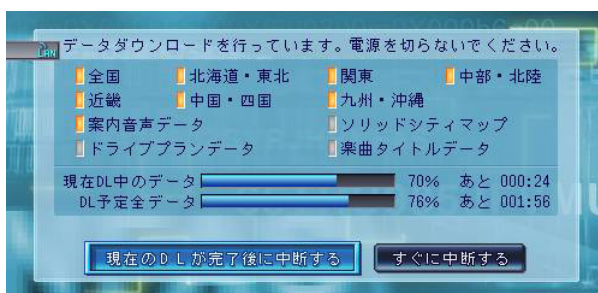 LAN
データダウンロードを行っています。電源を切らないでください。
全国 北海道・東北 関東 中部・北陸
近畿 中国・四国 九州・沖縄
案内音声データ ソリッドシティマップ
ドライブプランデータ 楽曲タイトルデータ
現在DL中のデータ 70% あと 000:24
DL予定全データ 76% あと 001:56
現在のDLが完了後に中断する すぐに中断する